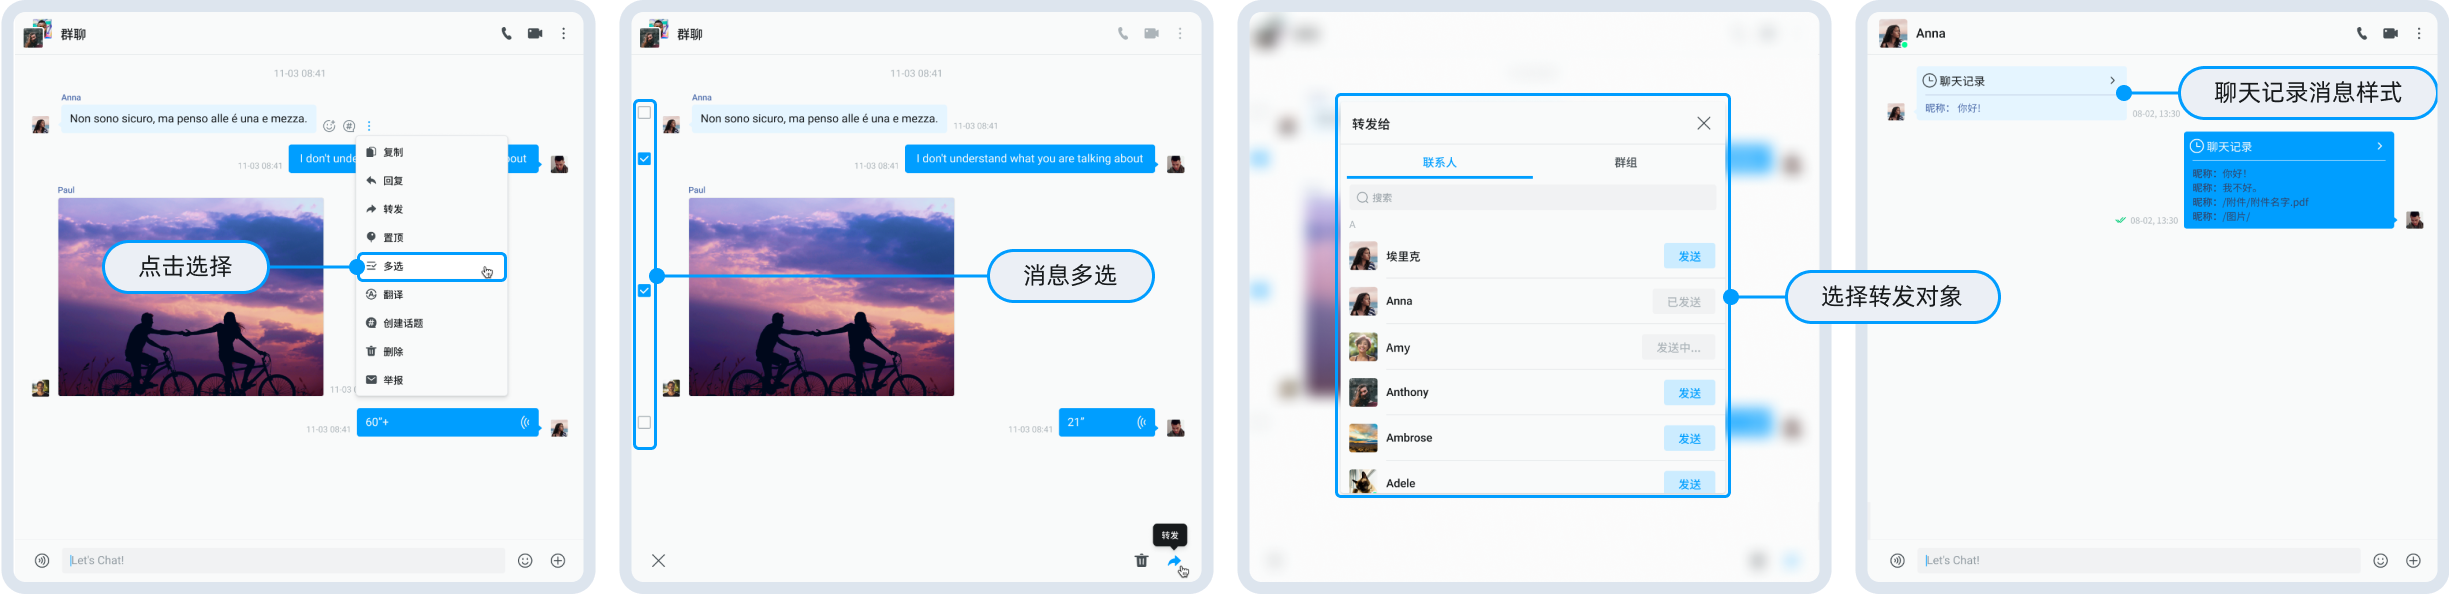 群聊
11-03 08:41
Anna
Non sono sicuro, ma penso alle é una e mezza.
11-03 08:41
I don't unde
out
复制
回复
转发
置顶
多选
翻译
创建话题
删除
举报
Paul
点击选择
11-03
11-03 08:41
60"+
Let's Chat!
群聊
11-03 08:41
Anna
Non sono sicuro, ma penso alle é una e mezza.
11-03 08:41
11-03 08:41
I don't understand what you are talking about
Paul
消息多选
11-03 08:41
21"
转发
转发给
联系人
群组
搜索
A
埃里克
发送
Anna
已发送
Amy
发送中...
Anthony
发送
Ambrose
发送
Adele
发送
选择转发对象
Anna
聊天记录
昵称： 你好!
08-02, 13:30
聊天记录消息样式
聊天记录
昵称：你好!
昵称：我不好。
昵称：/附件/附件名字.pdf
昵称：/图片/
08-02, 13:30
Let's Chat!